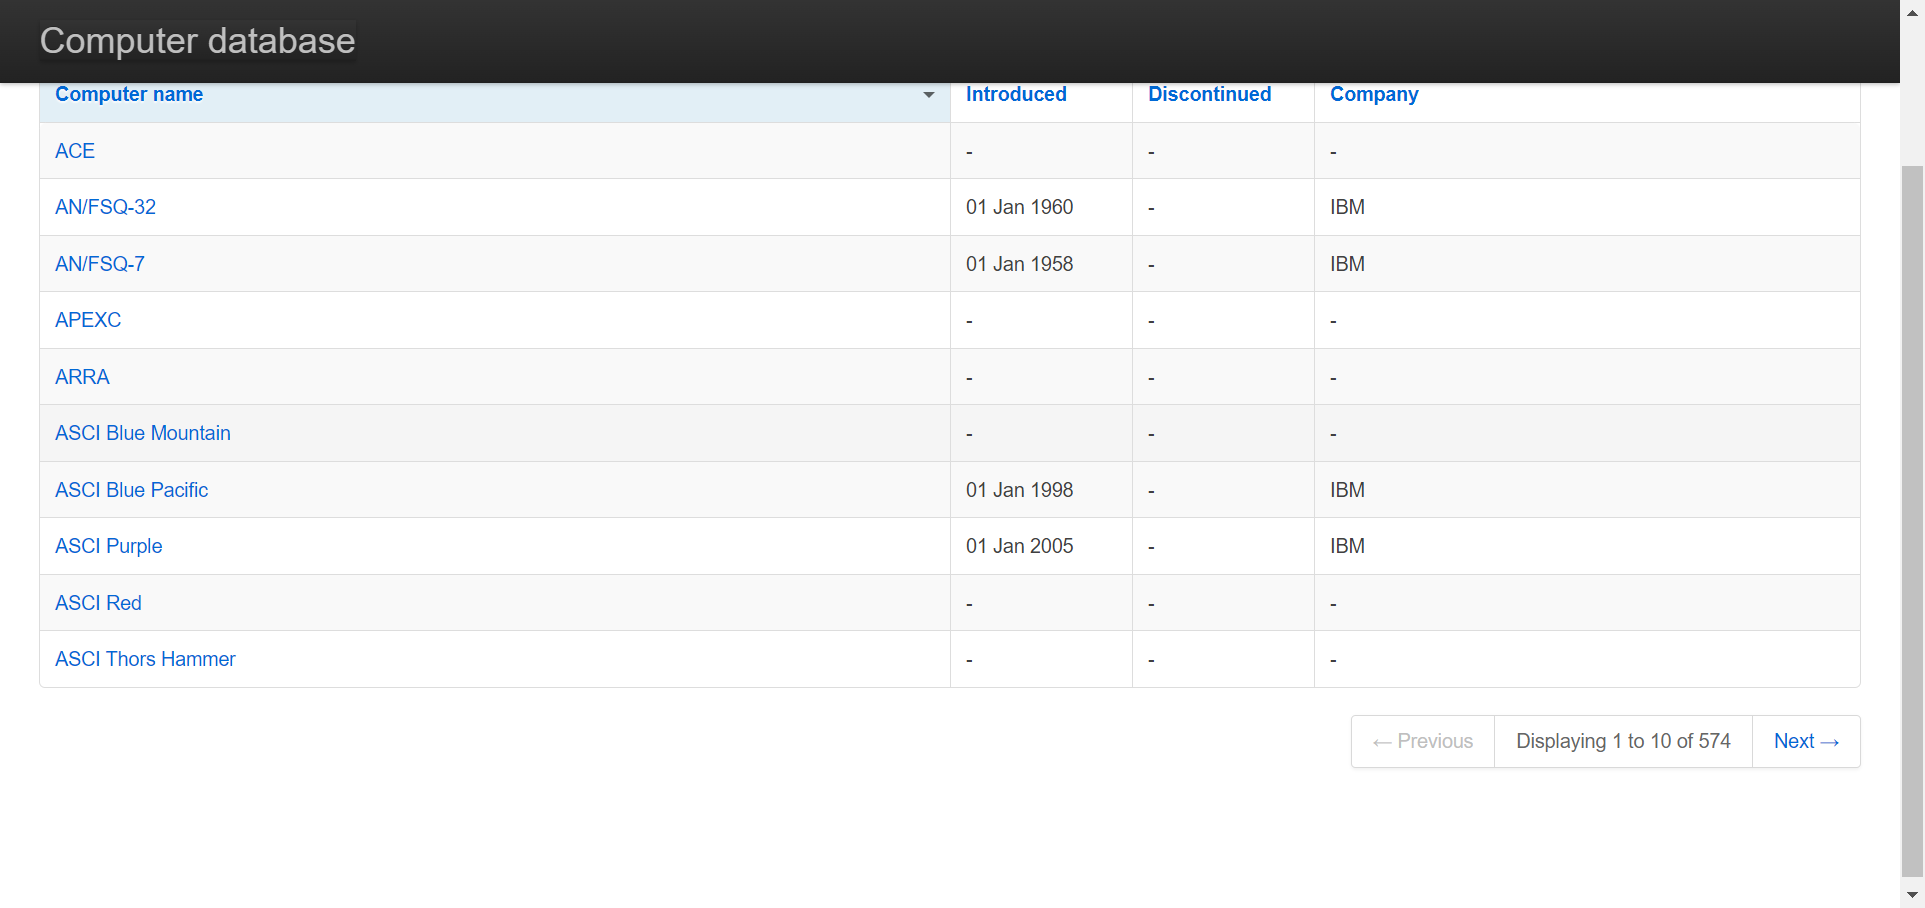 Computer database
Computer name Introduced Discontinued Company
ACE - - -
AN/FSQ-32 01 Jan 1960 - IBM
AN/FSQ-7 01 Jan 1958 - IBM
APEXC - - -
ARRA - - -
ASCI Blue Mountain - - -
ASCI Blue Pacific 01 Jan 1998 - IBM
ASCI Purple 01 Jan 2005 - IBM
ASCI Red - - -
ASCI Thors Hammer - - -
← Previous Displaying 1 to 10 of 574 Next →